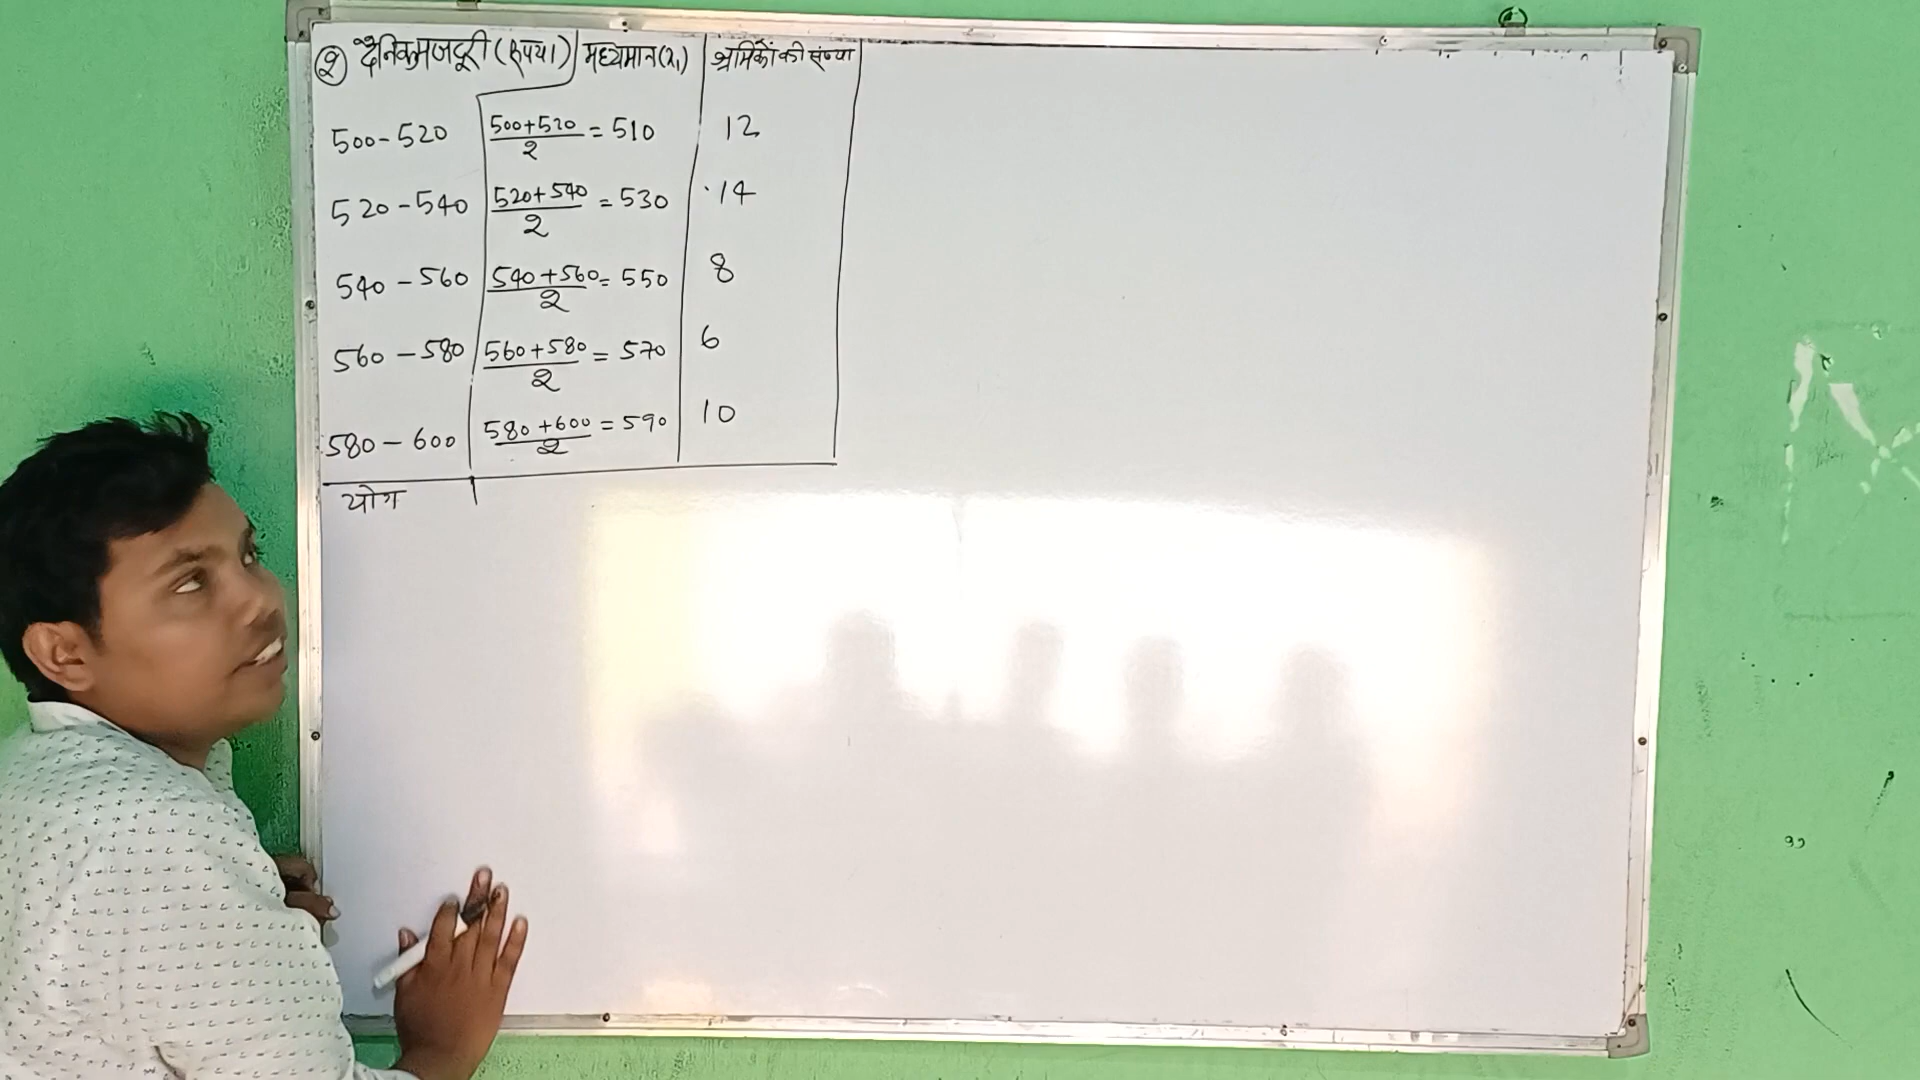 २ दैनिक मजदूरी (रूपया) मध्यमान (x₁) श्रमिकों की संख्या
500-520 500+520/2 = 510 12
520-540 520+540/2 = 530 14
540-560 540+560/2 = 550 8
560-580 560+580/2 = 570 6
580-600 580+600/2 = 590 10
योग